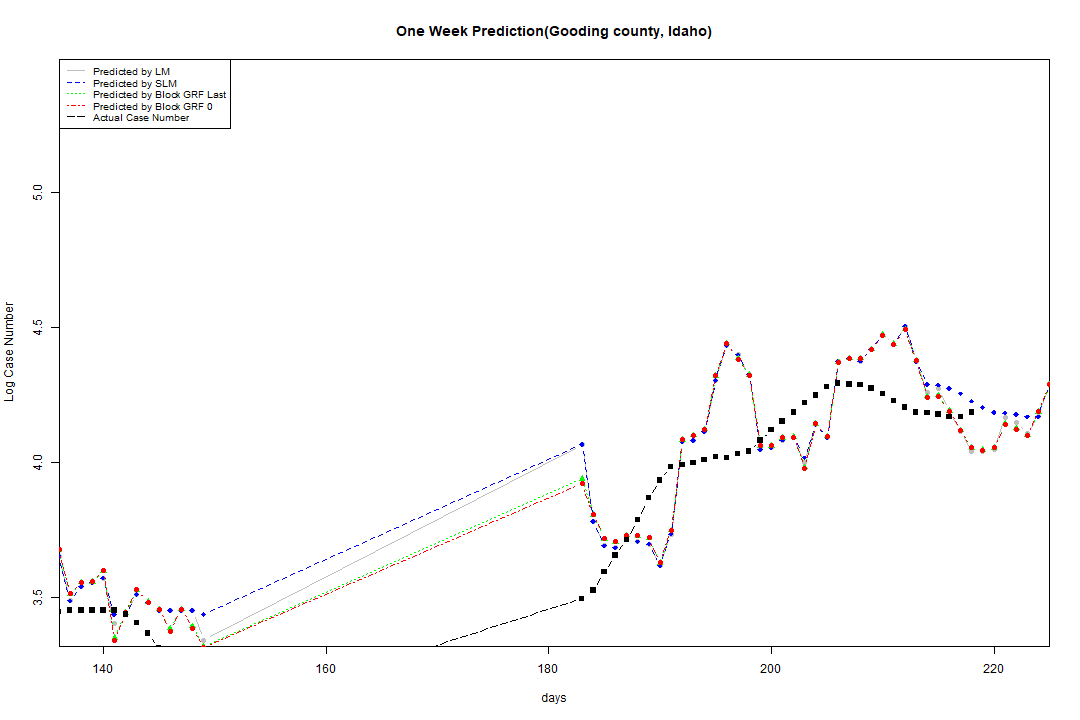 One Week Prediction(Gooding county, Idaho)
Predicted by LM
Predicted by SLM
Predicted by Block GRF Last
Predicted by Block GRF 0
Actual Case Number
5.0
4.5
4.0
3.5
Log Case Number
140 160 180 200 220
days